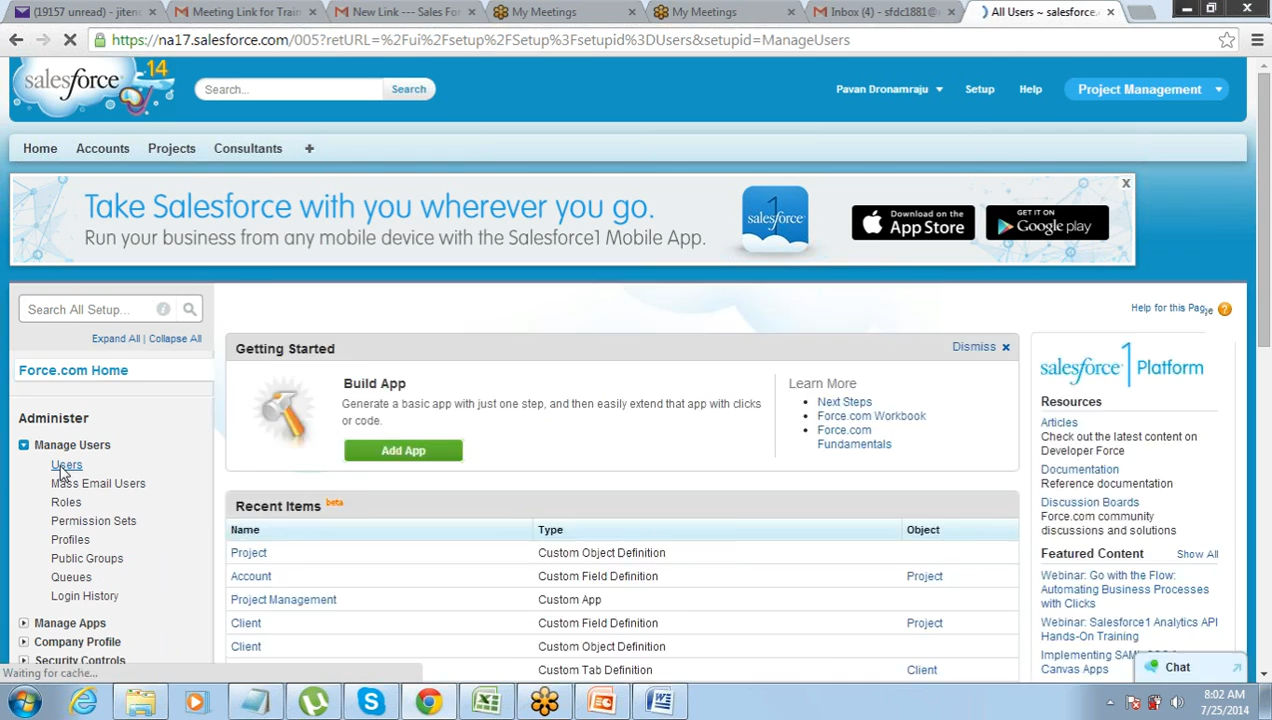 (19157 unread) - jiten
Meeting Link for Train
New Link --- Sales For
My Meetings
My Meetings
Inbox (4) - sfdc1881@
All Users ~ salesforce.
https://na17.salesforce.com/005?retURL=%2Fui%2Fsetup%2FSetup%3Fsetupid%3DUsers&setupid=ManageUsers
salesforce '14
Search...
Search
Pavan Dronamraju
Setup
Help
Project Management
Home
Accounts
Projects
Consultants
+
Take Salesforce with you wherever you go.
Run your business from any mobile device with the Salesforce1 Mobile App.
salesforce
1
Download on the
App Store
GET IT ON
Google play
X
Search All Setup...
Expand All | Collapse All
Force.com Home
Administer
Manage Users
Users
Mass Email Users
Roles
Permission Sets
Profiles
Public Groups
Queues
Login History
Manage Apps
Company Profile
Security Controls
Waiting for cache...
Help for this Page ?
Getting Started
Dismiss x
Build App
Generate a basic app with just one step, and then easily extend that app with clicks
or code.
Add App
Learn More
Next Steps
Force.com Workbook
Force.com
Fundamentals
Recent Items beta
Name Type Object
Project Custom Object Definition
Account Custom Field Definition Project
Project Management Custom App
Client Custom Field Definition Project
Client Custom Object Definition
Custom Tab Definition Client
salesforce1 Platform
Resources
Articles
Check out the latest content on
Developer Force
Documentation
Reference documentation
Discussion Boards
Force.com community
discussions and solutions
Featured Content Show All
Webinar: Go with the Flow:
Automating Business Processes
with Clicks
Webinar: Salesforce1 Analytics API
Hands-On Training
Implementing
Canvas Apps
Chat
8:02 AM
7/25/2014